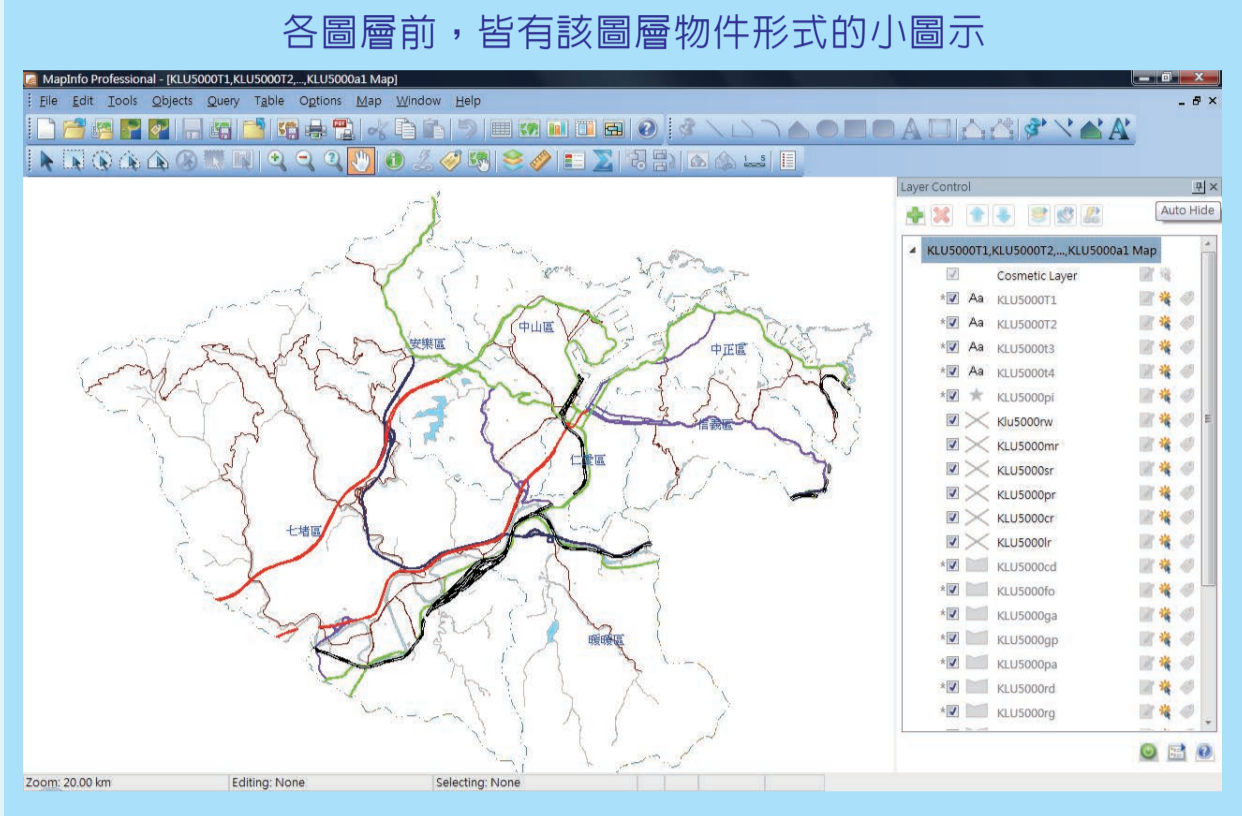 各圖層前，皆有該圖層物件形式的小圖示
MapInfo Professional - [KLU5000T1,KLU5000T2,...,KLU5000a1 Map]
File Edit Tools Objects Query Table Options Map Window Help
Layer Control
Auto Hide
KLU5000T1,KLU5000T2,...,KLU5000a1 Map
Cosmetic Layer
Aa KLU5000T1
Aa KLU5000T2
Aa KLU5000t3
Aa KLU5000t4
KLU5000pi
Klu5000rw
KLU5000mr
KLU5000sr
KLU5000pr
KLU5000cr
KLU5000lr
KLU5000cd
KLU5000fo
KLU5000ga
KLU5000gp
KLU5000pa
KLU5000rd
KLU5000rg
中山區
安樂區
中正區
信義區
仁愛區
七堵區
暖暖區
Zoom: 20.00 km Editing: None Selecting: None